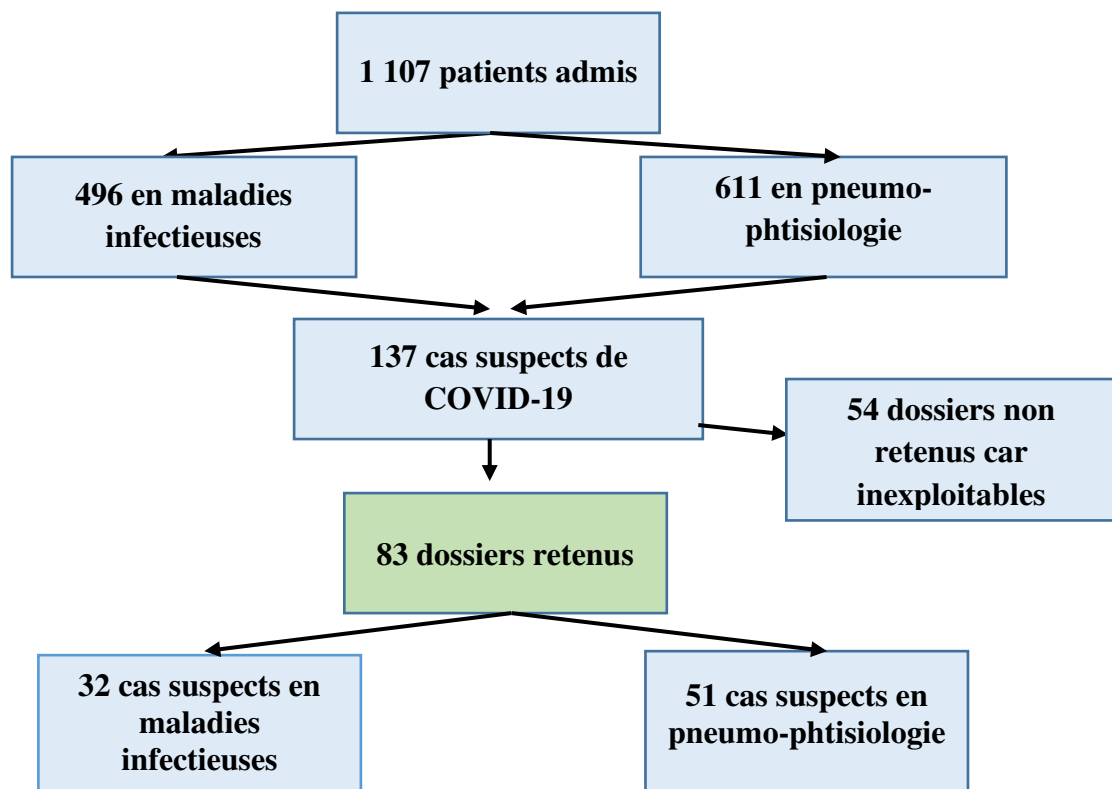 1 107 patients admis
496 en maladies
infectieuses
611 en pneumo-
phtisiologie
137 cas suspects de
COVID-19
54 dossiers non
retenus car
inexploitables
83 dossiers retenus
32 cas suspects en
maladies
infectieuses
51 cas suspects en
pneumo-phtisiologie